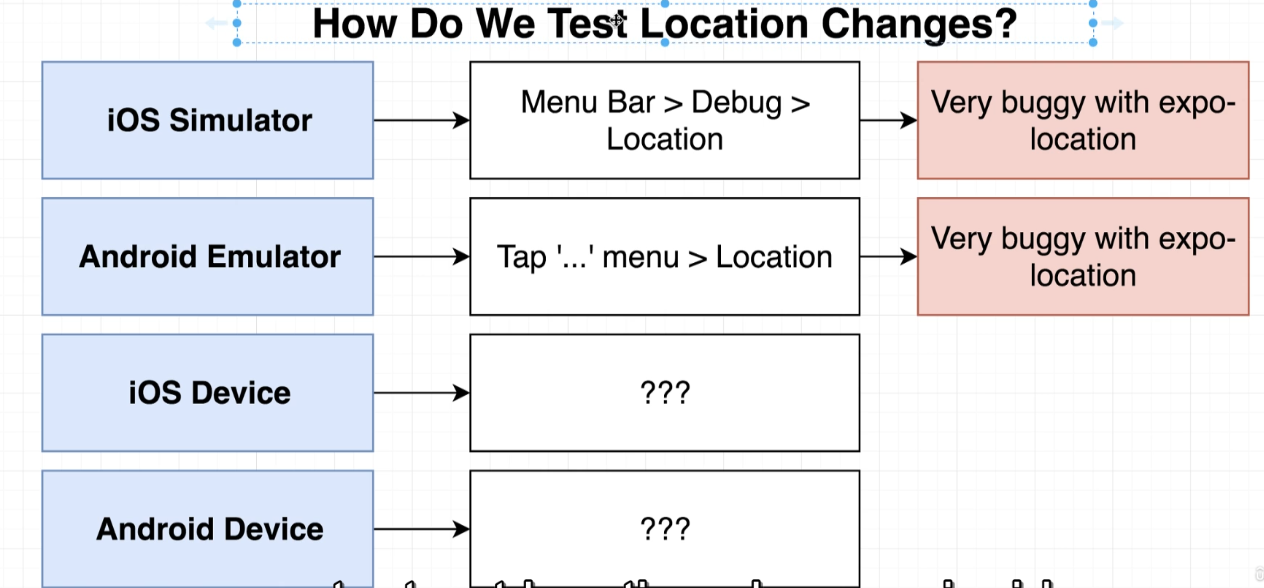 How Do We Test Location Changes?
iOS Simulator
Menu Bar > Debug >
Location
Very buggy with expo-
location
Android Emulator
Tap '...' menu > Location
Very buggy with expo-
location
iOS Device
???
Android Device
???